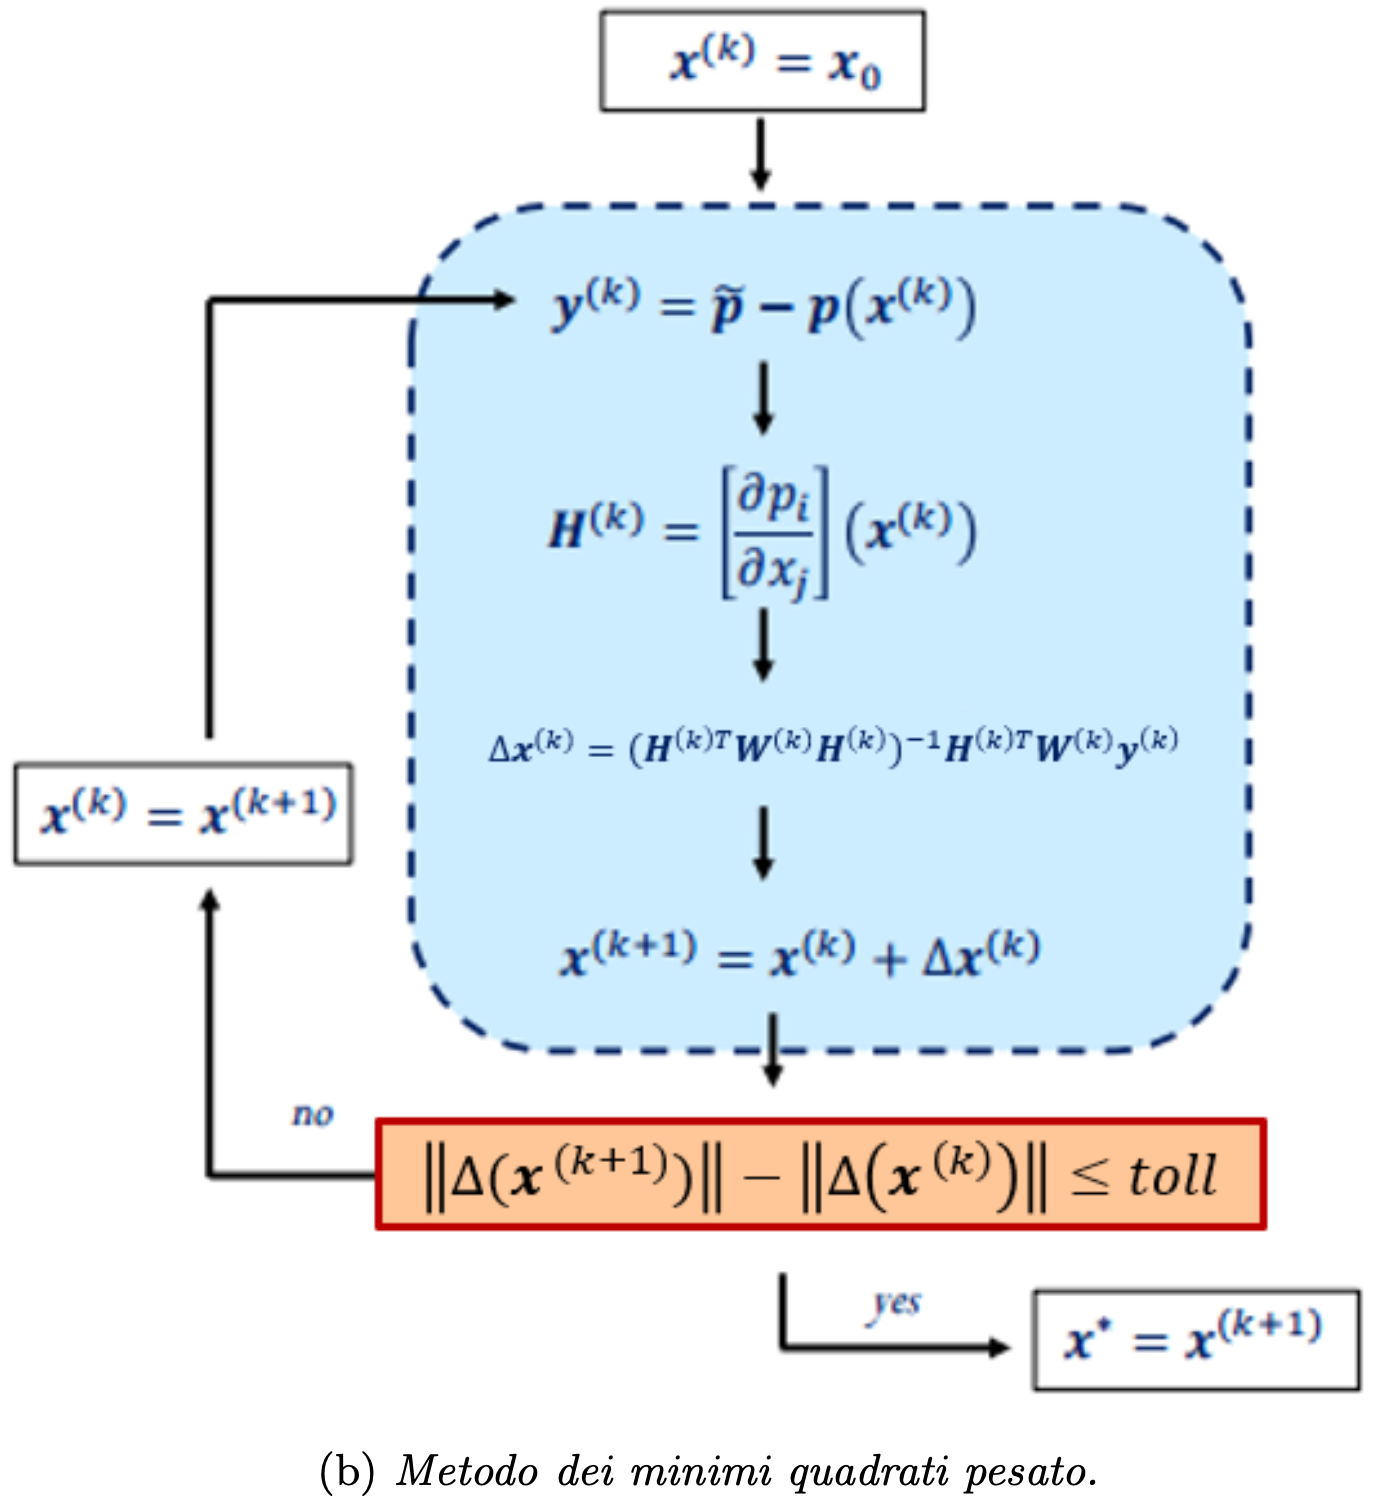 x^(k) = x_0
y^(k) = p̃ − p(x^(k))
H^(k) = [∂p_i / ∂x_j] (x^(k))
Δx^(k) = (H^(k)T W^(k) H^(k))^−1 H^(k)T W^(k) y^(k)
x^(k) = x^(k+1)
x^(k+1) = x^(k) + Δx^(k)
no
‖Δ(x^(k+1))‖ − ‖Δ(x^(k))‖ ≤ toll
yes
x* = x^(k+1)
(b) Metodo dei minimi quadrati pesato.